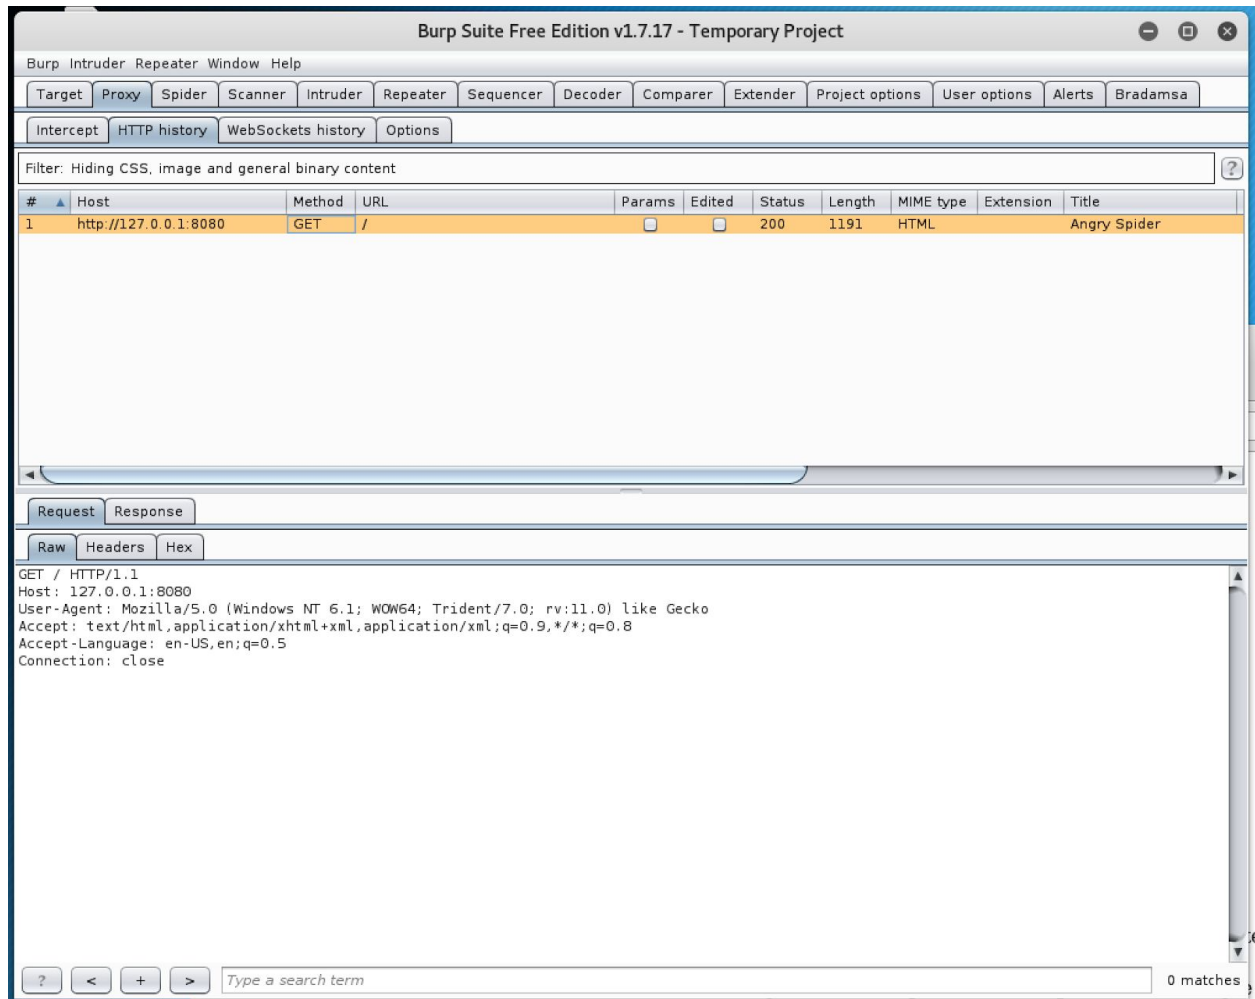 Burp Suite Free Edition v1.7.17 - Temporary Project
Burp Intruder Repeater Window Help
Target Proxy Spider Scanner Intruder Repeater Sequencer Decoder Comparer Extender Project options User options Alerts Bradamsa
Intercept HTTP history WebSockets history Options
Filter: Hiding CSS, image and general binary content ?
# Host Method URL Params Edited Status Length MIME type Extension Title
1 http://127.0.0.1:8080 GET / 200 1191 HTML Angry Spider
Request Response
Raw Headers Hex
GET / HTTP/1.1
Host: 127.0.0.1:8080
User-Agent: Mozilla/5.0 (Windows NT 6.1; WOW64; Trident/7.0; rv:11.0) like Gecko
Accept: text/html,application/xhtml+xml,application/xml;q=0.9,*/*;q=0.8
Accept-Language: en-US,en;q=0.5
Connection: close
? < + > Type a search term 0 matches